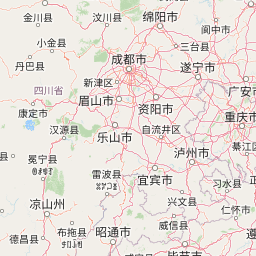 金川县
汶川县
绵阳市
阆中市
小金县
三台县
成都市
丹巴县
遂宁市
新津区
四川省
广安
眉山市
资阳市
康定市
重庆
汉源县
乐山市
自流井区
綦江
泸州市
冕宁县
雷波县
宜宾市
习水县
凉山州
兴文县
仁怀市
布拖县
威信县
德昌县
昭通市
遵
毕节市